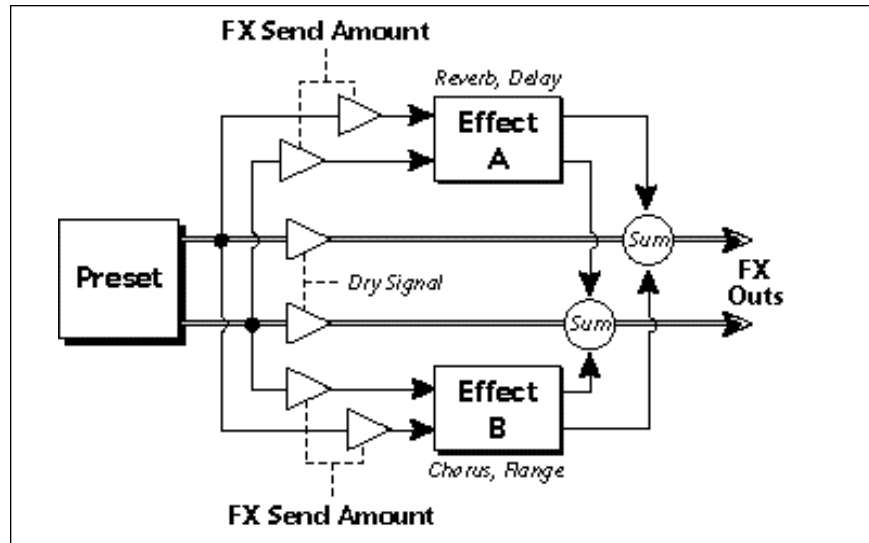 FX Send Amount
Reverb, Delay
Effect
A
Sum
Preset
Dry Signal
FX
Outs
Sum
Effect
B
Chorus, Flange
FX Send Amount